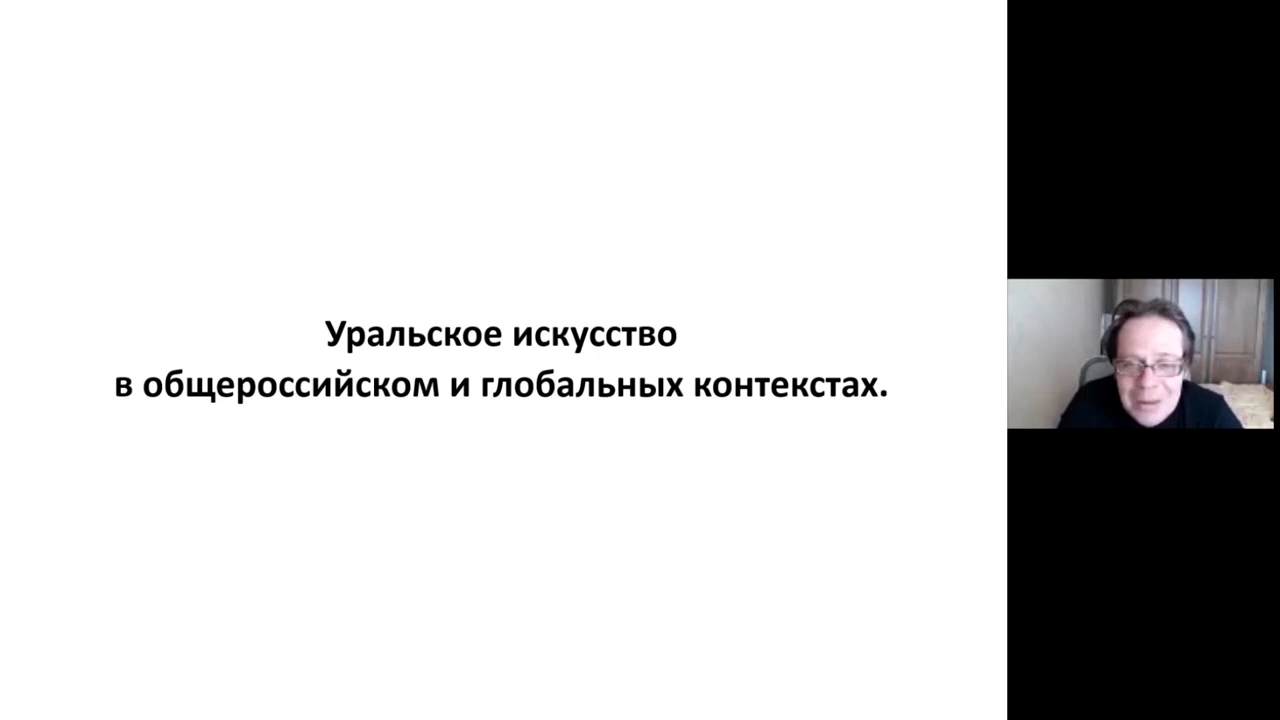 Уральское искусство
в общероссийском и глобальных контекстах.